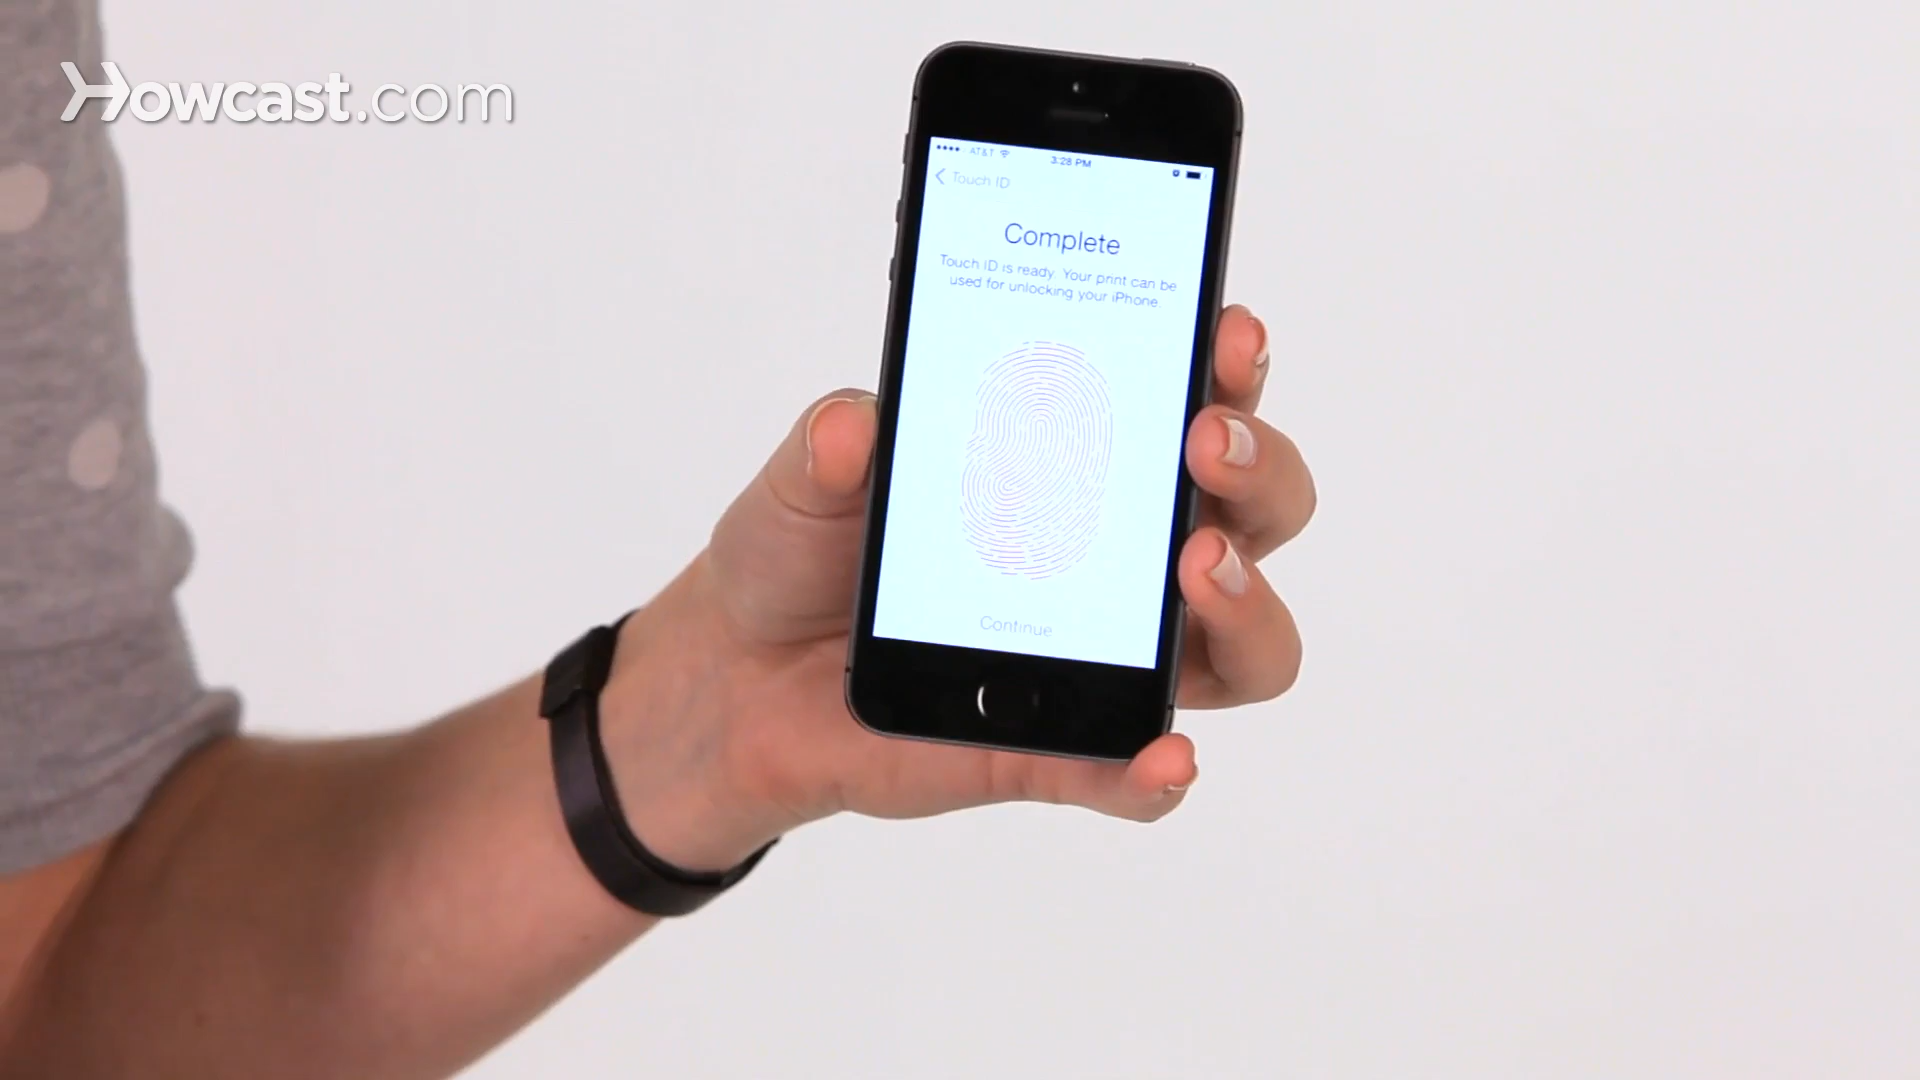 Howcast.com
AT&T 3:28 PM
Touch ID
Complete
Touch ID is ready. Your print can be
used for unlocking your iPhone.
Continue